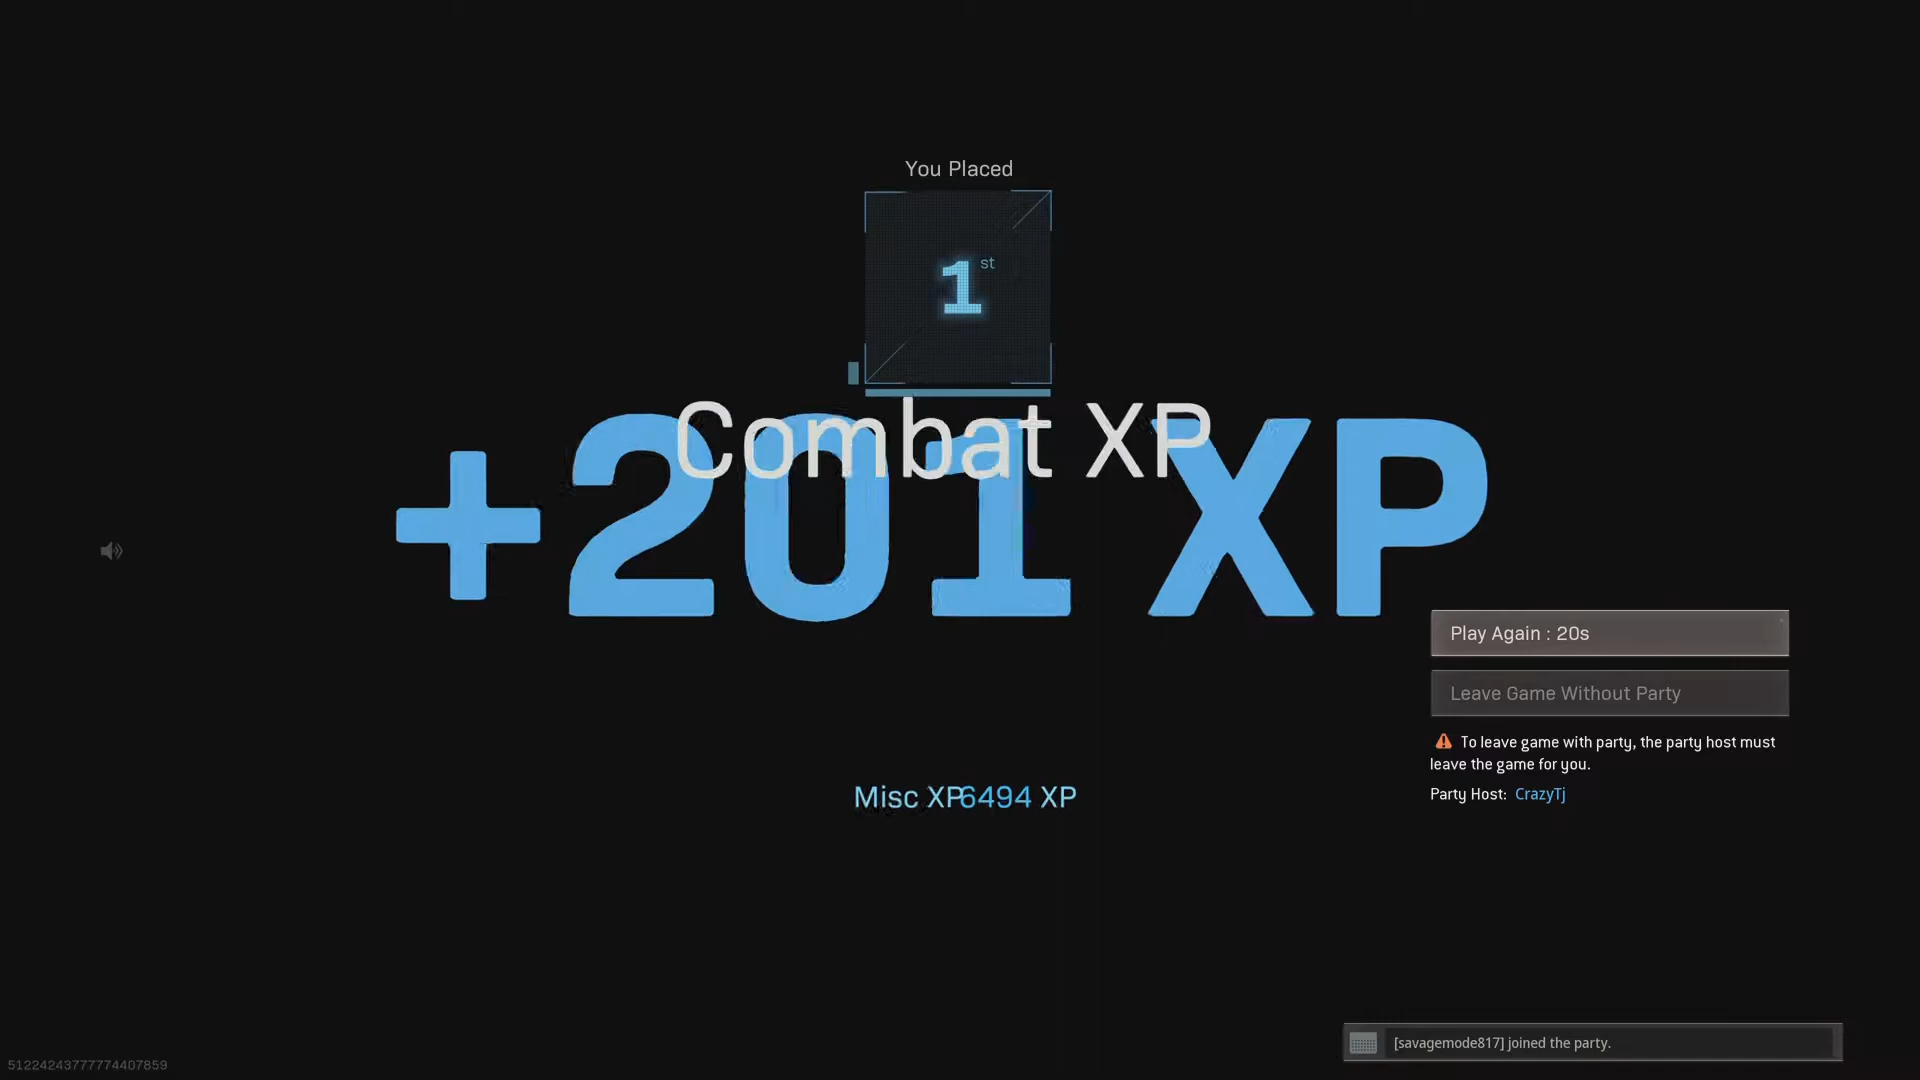 You Placed
1st
Combat XP
+201 XP
Play Again : 20s
Leave Game Without Party
To leave game with party, the party host must
leave the game for you.
Party Host: CrazyTj
Misc XP 6494 XP
[savagemode817] joined the party.
51224243777774407859